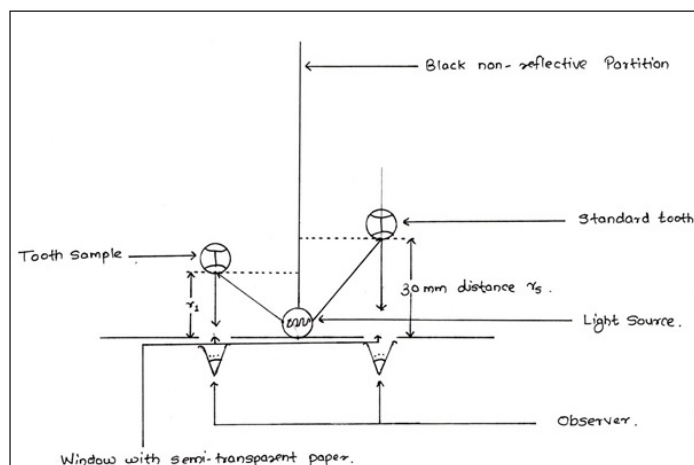 Black non-reflective Partition
Standard tooth
Tooth Sample
30 mm distance rs.
r1
Light Source.
Observer.
Window with semi-transparent paper.